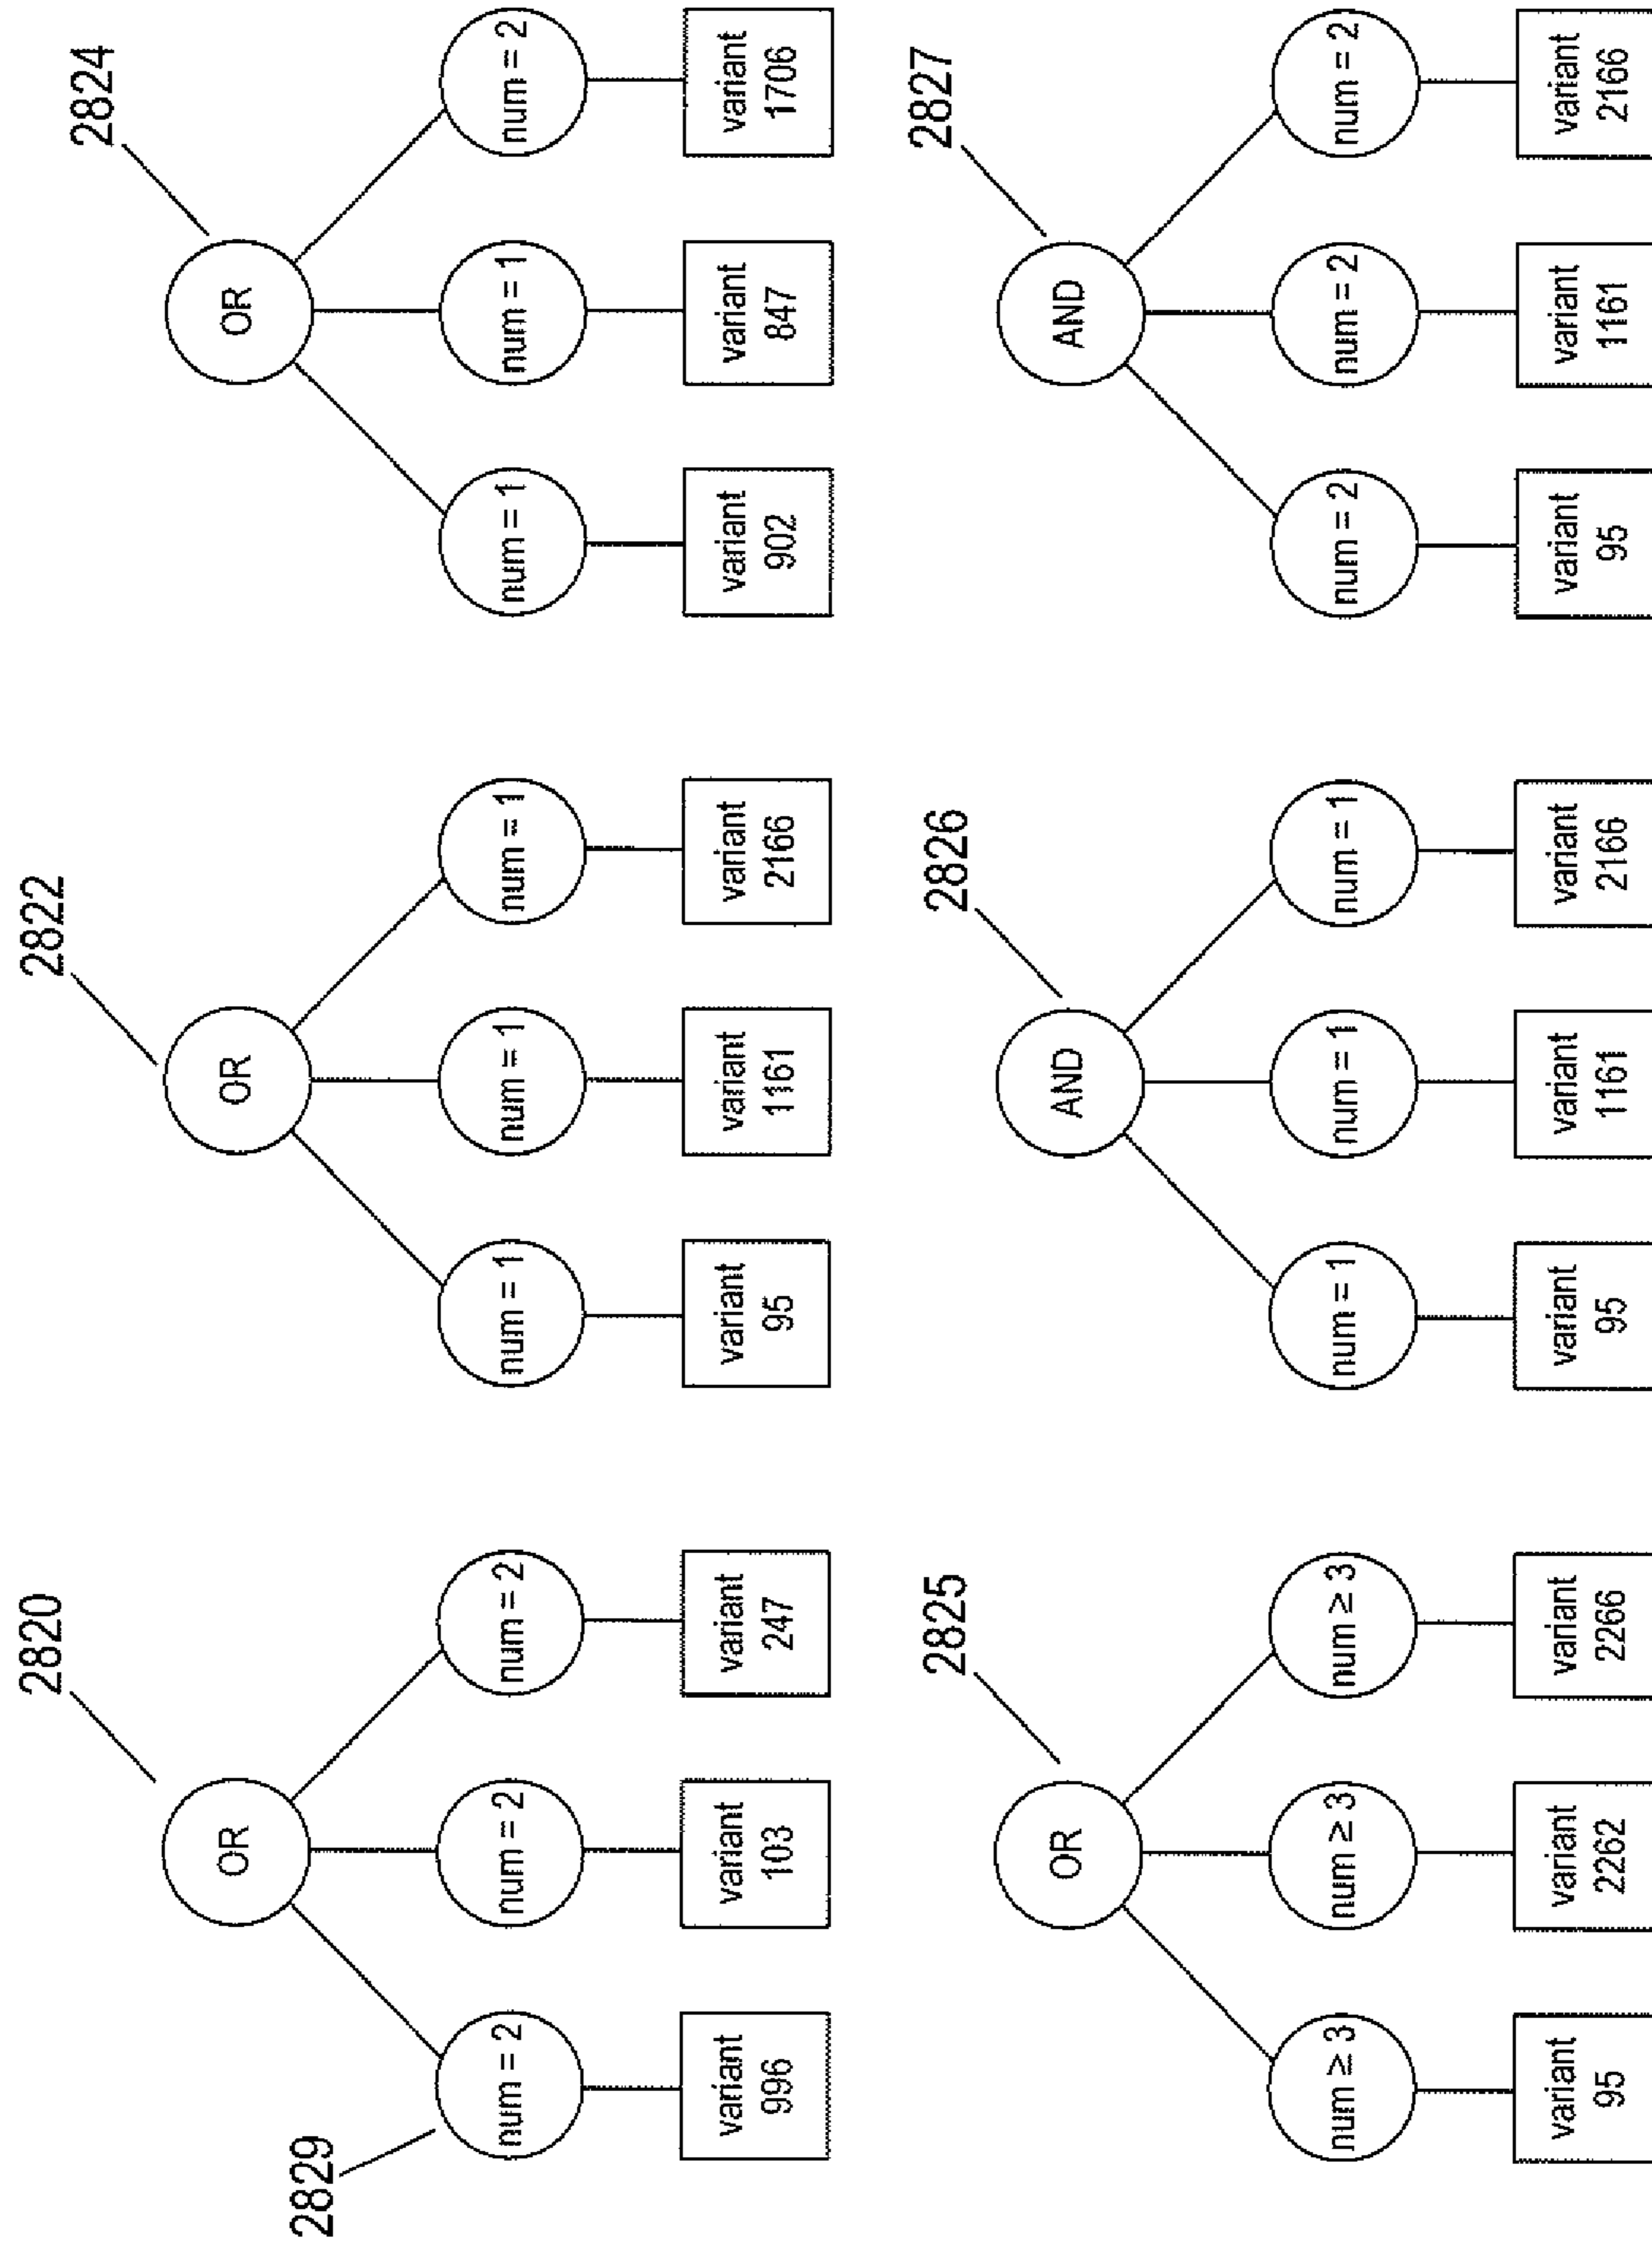 2820
OR
2829
num = 2
num = 2
num = 2
variant
996
variant
103
variant
247
2822
OR
num = 1
num = 1
num = 1
variant
95
variant
1161
variant
2166
2824
OR
num = 1
num = 1
num = 2
variant
902
variant
847
variant
1706
2825
OR
num ≥ 3
num ≥ 3
num ≥ 3
variant
95
variant
2262
variant
2266
2826
AND
num = 1
num = 1
num = 1
variant
95
variant
1161
variant
2166
2827
AND
num = 2
num = 2
num = 2
variant
95
variant
1161
variant
2166